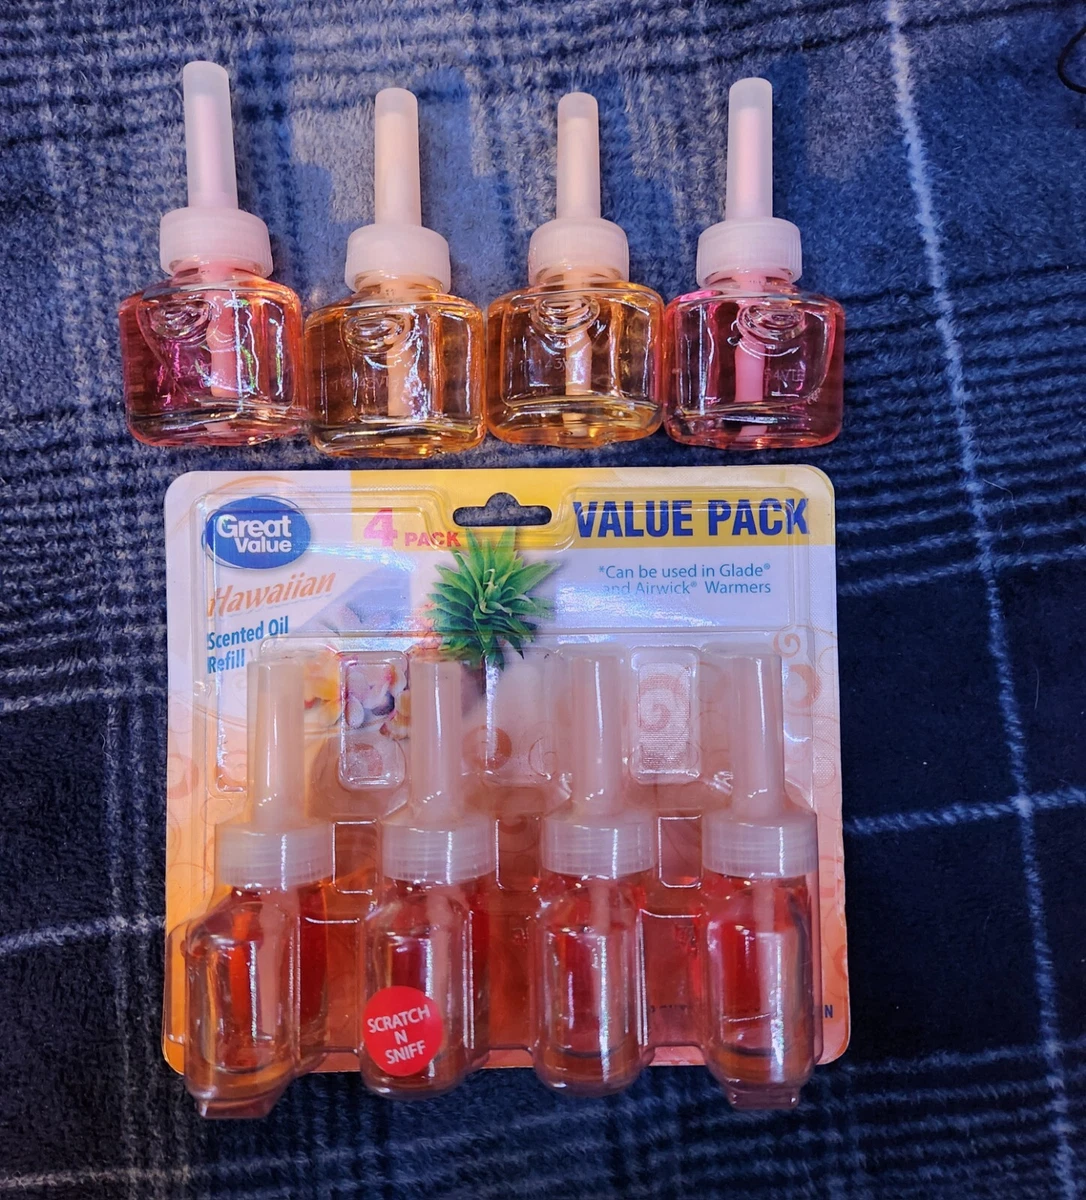 Great
Value
4 PACK
VALUE PACK
Hawaiian
Scented Oil
Refill
*Can be used in Glade®
and Airwick® Warmers
SCRATCH
N
SNIFF